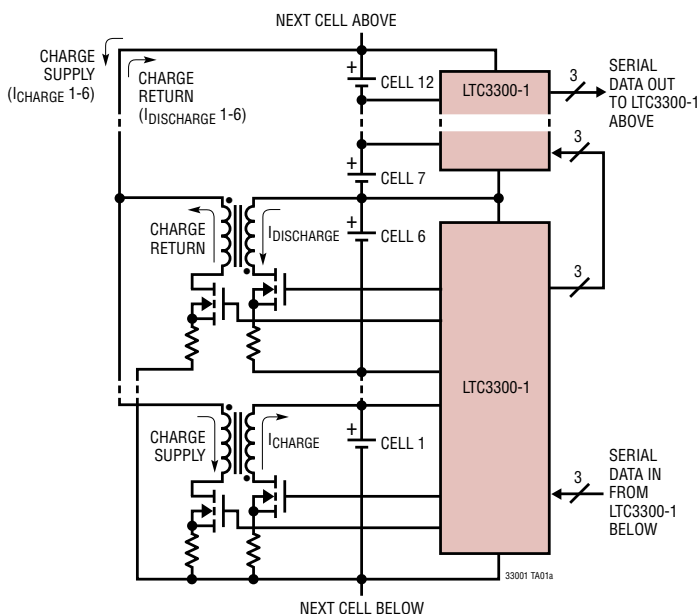 NEXT CELL ABOVE
CHARGE
SUPPLY
(ICHARGE 1-6)
CHARGE
RETURN
(IDISCHARGE 1-6)
+
CELL 12
LTC3300-1
3
SERIAL
DATA OUT
TO LTC3300-1
ABOVE
+
CELL 7
3
CHARGE
RETURN
IDISCHARGE
+
CELL 6
3
LTC3300-1
CHARGE
SUPPLY
ICHARGE
+
CELL 1
3
SERIAL
DATA IN
FROM
LTC3300-1
BELOW
33001 TA01a
NEXT CELL BELOW